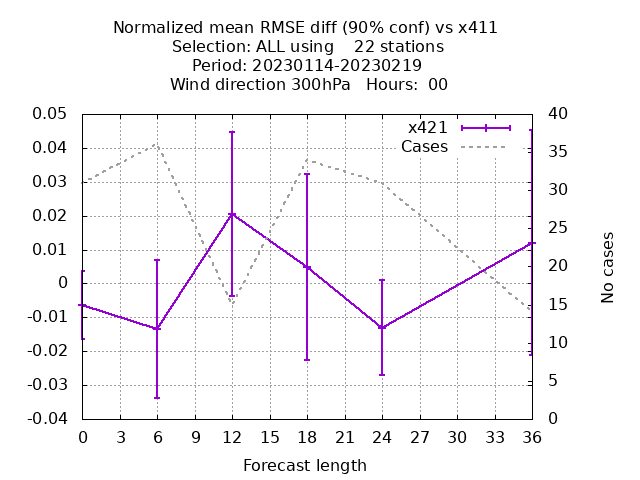 Normalized mean RMSE diff (90% conf) vs x411
Selection: ALL using    22 stations
Period: 20230114-20230219
Wind direction 300hPa   Hours:  00
x421
Cases
0.05
0.04
0.03
0.02
0.01
0
-0.01
-0.02
-0.03
-0.04
40
35
30
25
20
15
10
5
0
No cases
0 3 6 9 12 15 18 21 24 27 30 33 36
Forecast length